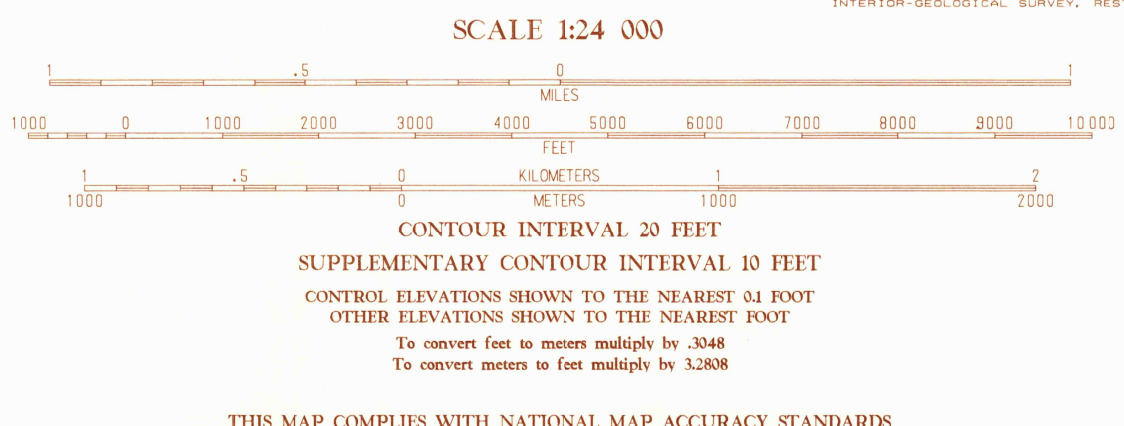 INTERIOR-GEOLOGICAL SURVEY, RES
SCALE 1:24 000
1 .5 0 1
MILES
1000 0 1000 2000 3000 4000 5000 6000 7000 8000 9000 10 000
FEET
1 .5 0 KILOMETERS 1 2
1000 0 METERS 1000 2000
CONTOUR INTERVAL 20 FEET
SUPPLEMENTARY CONTOUR INTERVAL 10 FEET
CONTROL ELEVATIONS SHOWN TO THE NEAREST 0.1 FOOT
OTHER ELEVATIONS SHOWN TO THE NEAREST FOOT
To convert feet to meters multiply by .3048
To convert meters to feet multiply by 3.2808
THIS MAP COMPLIES WITH NATIONAL MAP ACCURACY STANDARDS